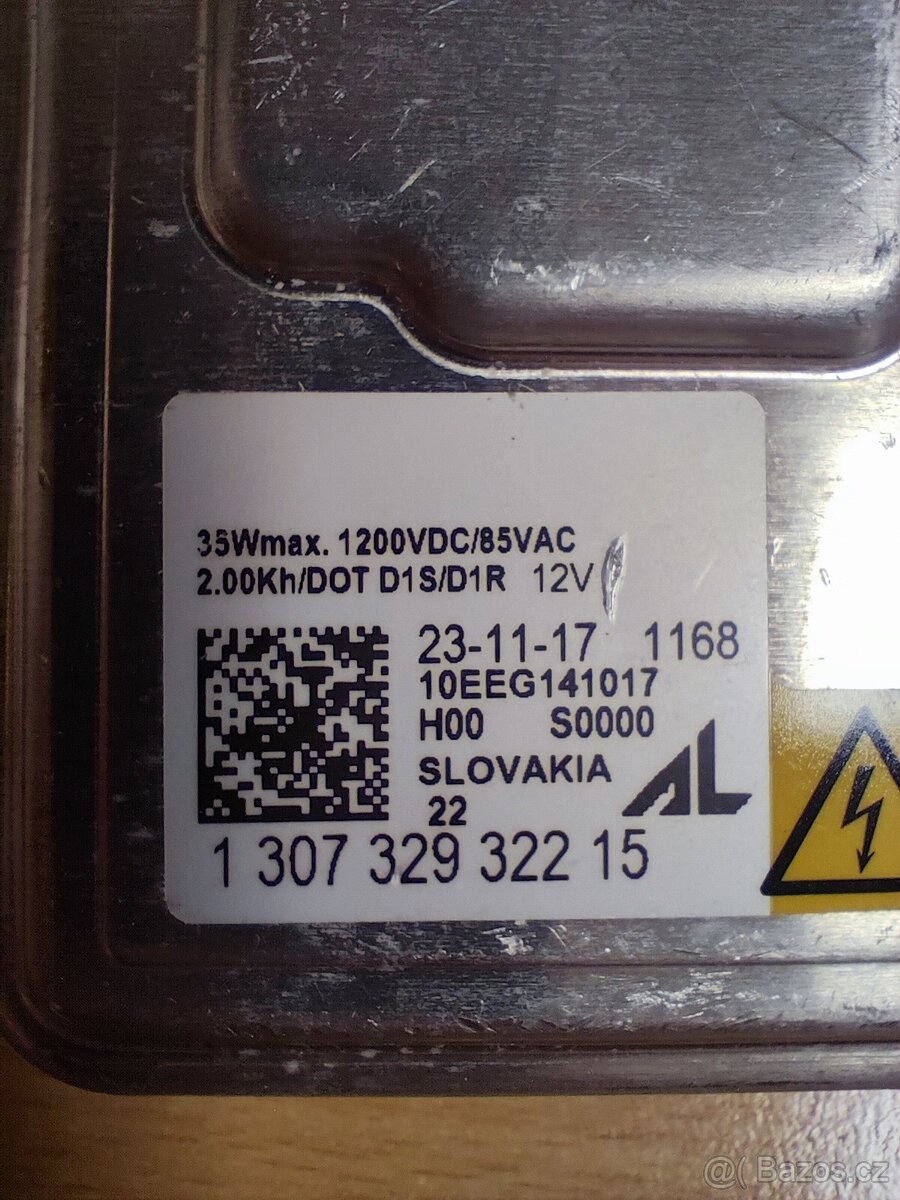 35Wmax. 1200VDC/85VAC
2.00Kh/DOT D1S/D1R 12V
23-11-17 1168
10EEG141017
H00 S0000
SLOVAKIA
22
AL
1 307 329 322 15
@( Bazos.cz